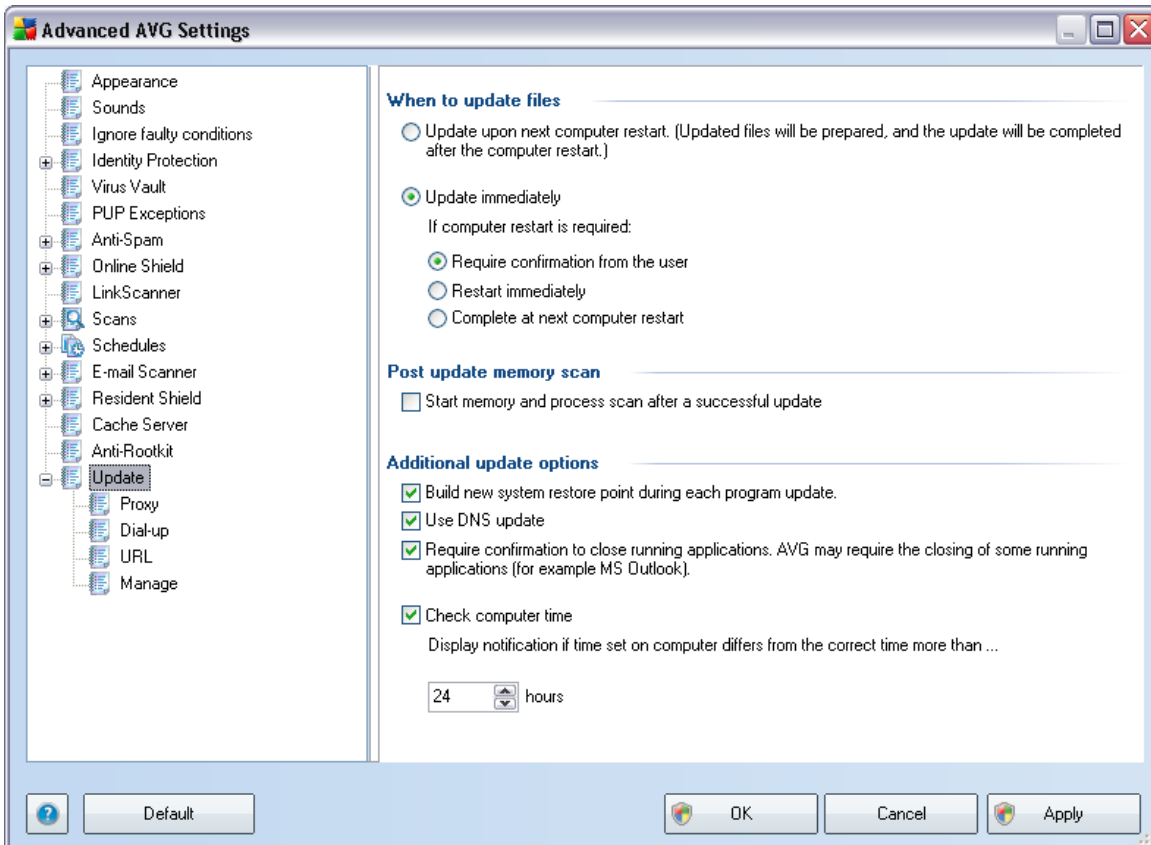 Advanced AVG Settings
Appearance
Sounds
Ignore faulty conditions
Identity Protection
Virus Vault
PUP Exceptions
Anti-Spam
Online Shield
LinkScanner
Scans
Schedules
E-mail Scanner
Resident Shield
Cache Server
Anti-Rootkit
Update
Proxy
Dial-up
URL
Manage
When to update files
Update upon next computer restart. (Updated files will be prepared, and the update will be completed
after the computer restart.)
Update immediately
If computer restart is required:
Require confirmation from the user
Restart immediately
Complete at next computer restart
Post update memory scan
Start memory and process scan after a successful update
Additional update options
Build new system restore point during each program update.
Use DNS update
Require confirmation to close running applications. AVG may require the closing of some running
applications (for example MS Outlook).
Check computer time
Display notification if time set on computer differs from the correct time more than ...
24 hours
Default
OK
Cancel
Apply